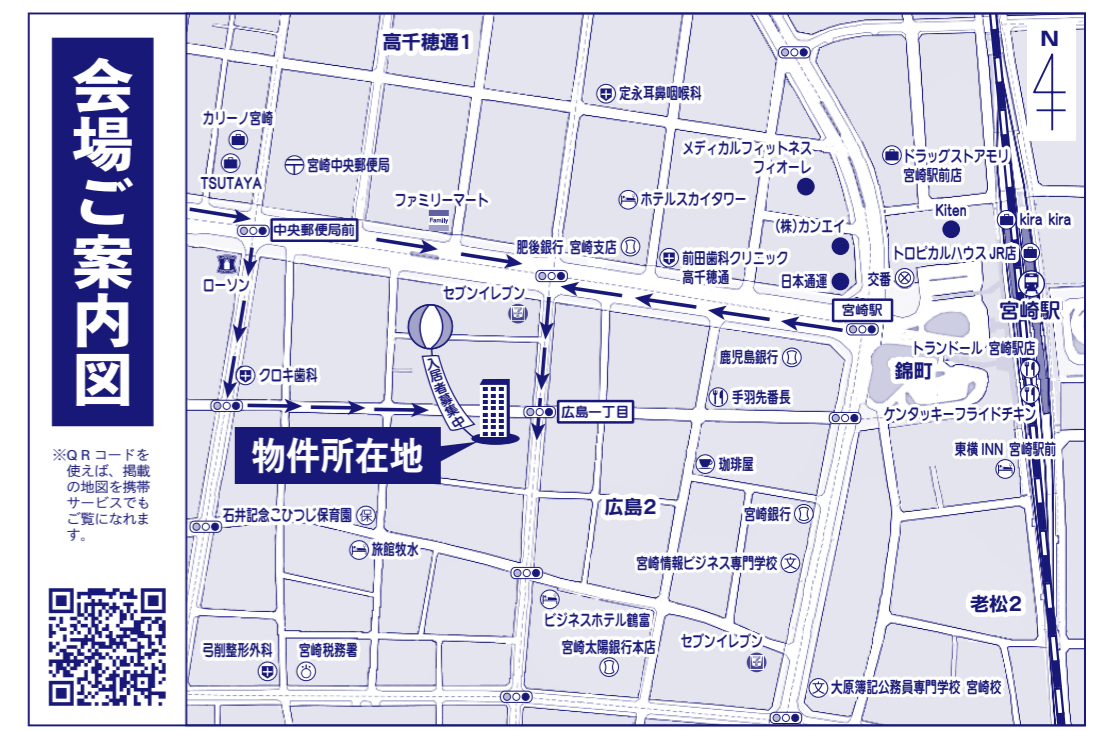 会場ご案内図
※QRコードを
使えば、掲載
の地図を携帯
サービスでも
ご覧になれま
す。
高千穂通1
N
定永耳鼻咽喉科
カリーノ宮崎
TSUTAYA
宮崎中央郵便局
メディカルフィットネス
フィオーレ
ドラッグストアモリ
宮崎駅前店
ファミリーマート
Family
ホテルスカイタワー
Kiten
kira kira
中央郵便局前
(株)カンエイ
肥後銀行 宮崎支店
前田歯科クリニック
高千穂通
トロピカルハウス JR店
日本通運
交番
ローソン
セブンイレブン
宮崎駅
宮崎駅
トランドール 宮崎駅店
鹿児島銀行
錦町
クロキ歯科
入居者募集中
手羽先番長
広島一丁目
ケンタッキーフライドチキン
物件所在地
東横 INN 宮崎駅前
珈琲屋
石井記念こひつじ保育園
保
広島2
宮崎銀行
旅館牧水
宮崎情報ビジネス専門学校
文
老松2
ビジネスホテル鶴富
弓削整形外科
宮崎税務署
宮崎太陽銀行本店
セブンイレブン
文
大原簿記公務員専門学校 宮崎校